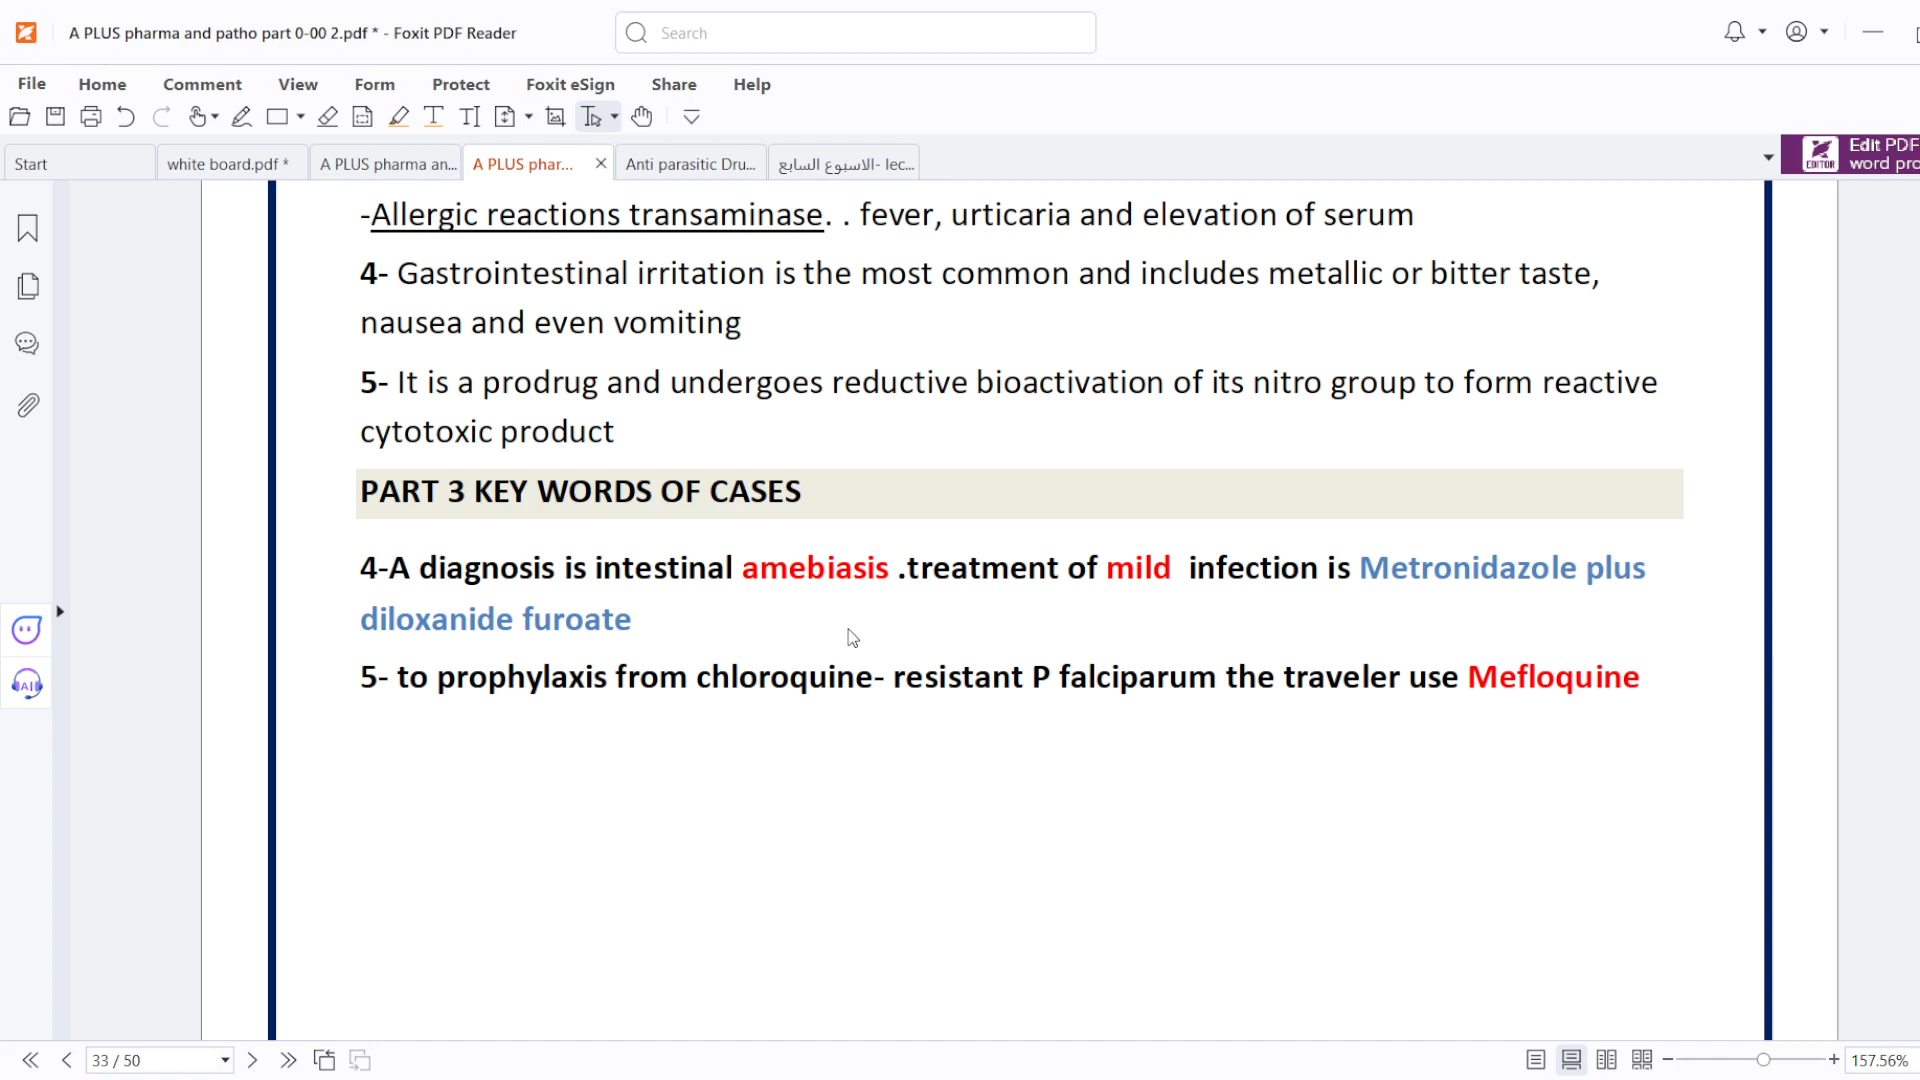 A PLUS pharma and patho part 0-00 2.pdf * - Foxit PDF Reader
Search
File Home Comment View Form Protect Foxit eSign Share Help
Start white board.pdf * A PLUS pharma an... A PLUS phar... Anti parasitic Dru... الاسبوع السابع- lec...
EDITOR
Edit PDF
word pro
-Allergic reactions transaminase. . fever, urticaria and elevation of serum
4- Gastrointestinal irritation is the most common and includes metallic or bitter taste,
nausea and even vomiting
5- It is a prodrug and undergoes reductive bioactivation of its nitro group to form reactive
cytotoxic product
PART 3 KEY WORDS OF CASES
4-A diagnosis is intestinal amebiasis .treatment of mild infection is Metronidazole plus
diloxanide furoate
5- to prophylaxis from chloroquine- resistant P falciparum the traveler use Mefloquine
AI
33 / 50
157.56%